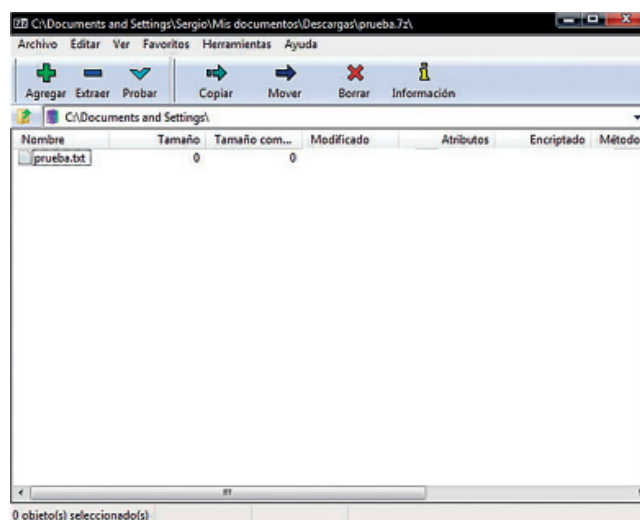 C:\Documents and Settings\Sergio\Mis documentos\Descargas\prueba.7z\
Archivo Editar Ver Favoritos Herramientas Ayuda
Agregar Extraer Probar Copiar Mover Borrar Información
C:\Documents and Settings\
Nombre Tamaño Tamaño com... Modificado Atributos Encriptado Método
prueba.txt 0 0
0 objeto(s) seleccionado(s)